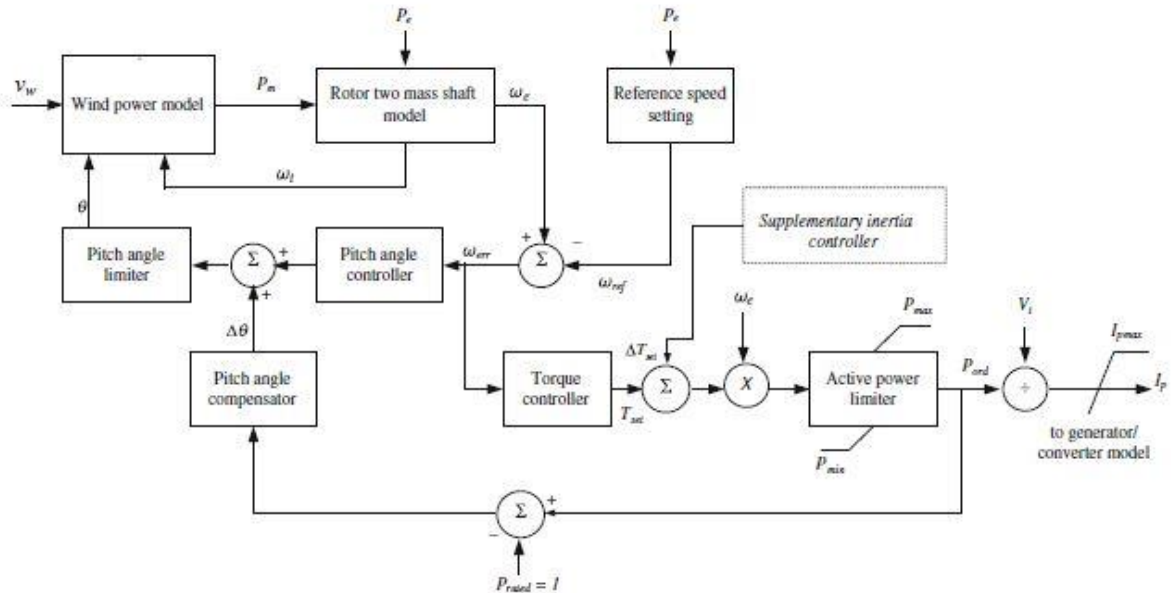 P_e
P_e
v_w
Wind power model
P_m
Rotor two mass shaft
model
ω_e
Reference speed
setting
ω_t
θ
Supplementary inertia
controller
Pitch angle
limiter
Σ
+
+
Pitch angle
controller
ω_err
+
Σ
−
ω_ref
ω_e
P_max
V_t
I_pmax
Δθ
Pitch angle
compensator
Torque
controller
ΔT_set
T_set
Σ
X
Active power
limiter
P_ord
÷
I_p
to generator/
converter model
P_min
Σ
+
−
P_rated = 1